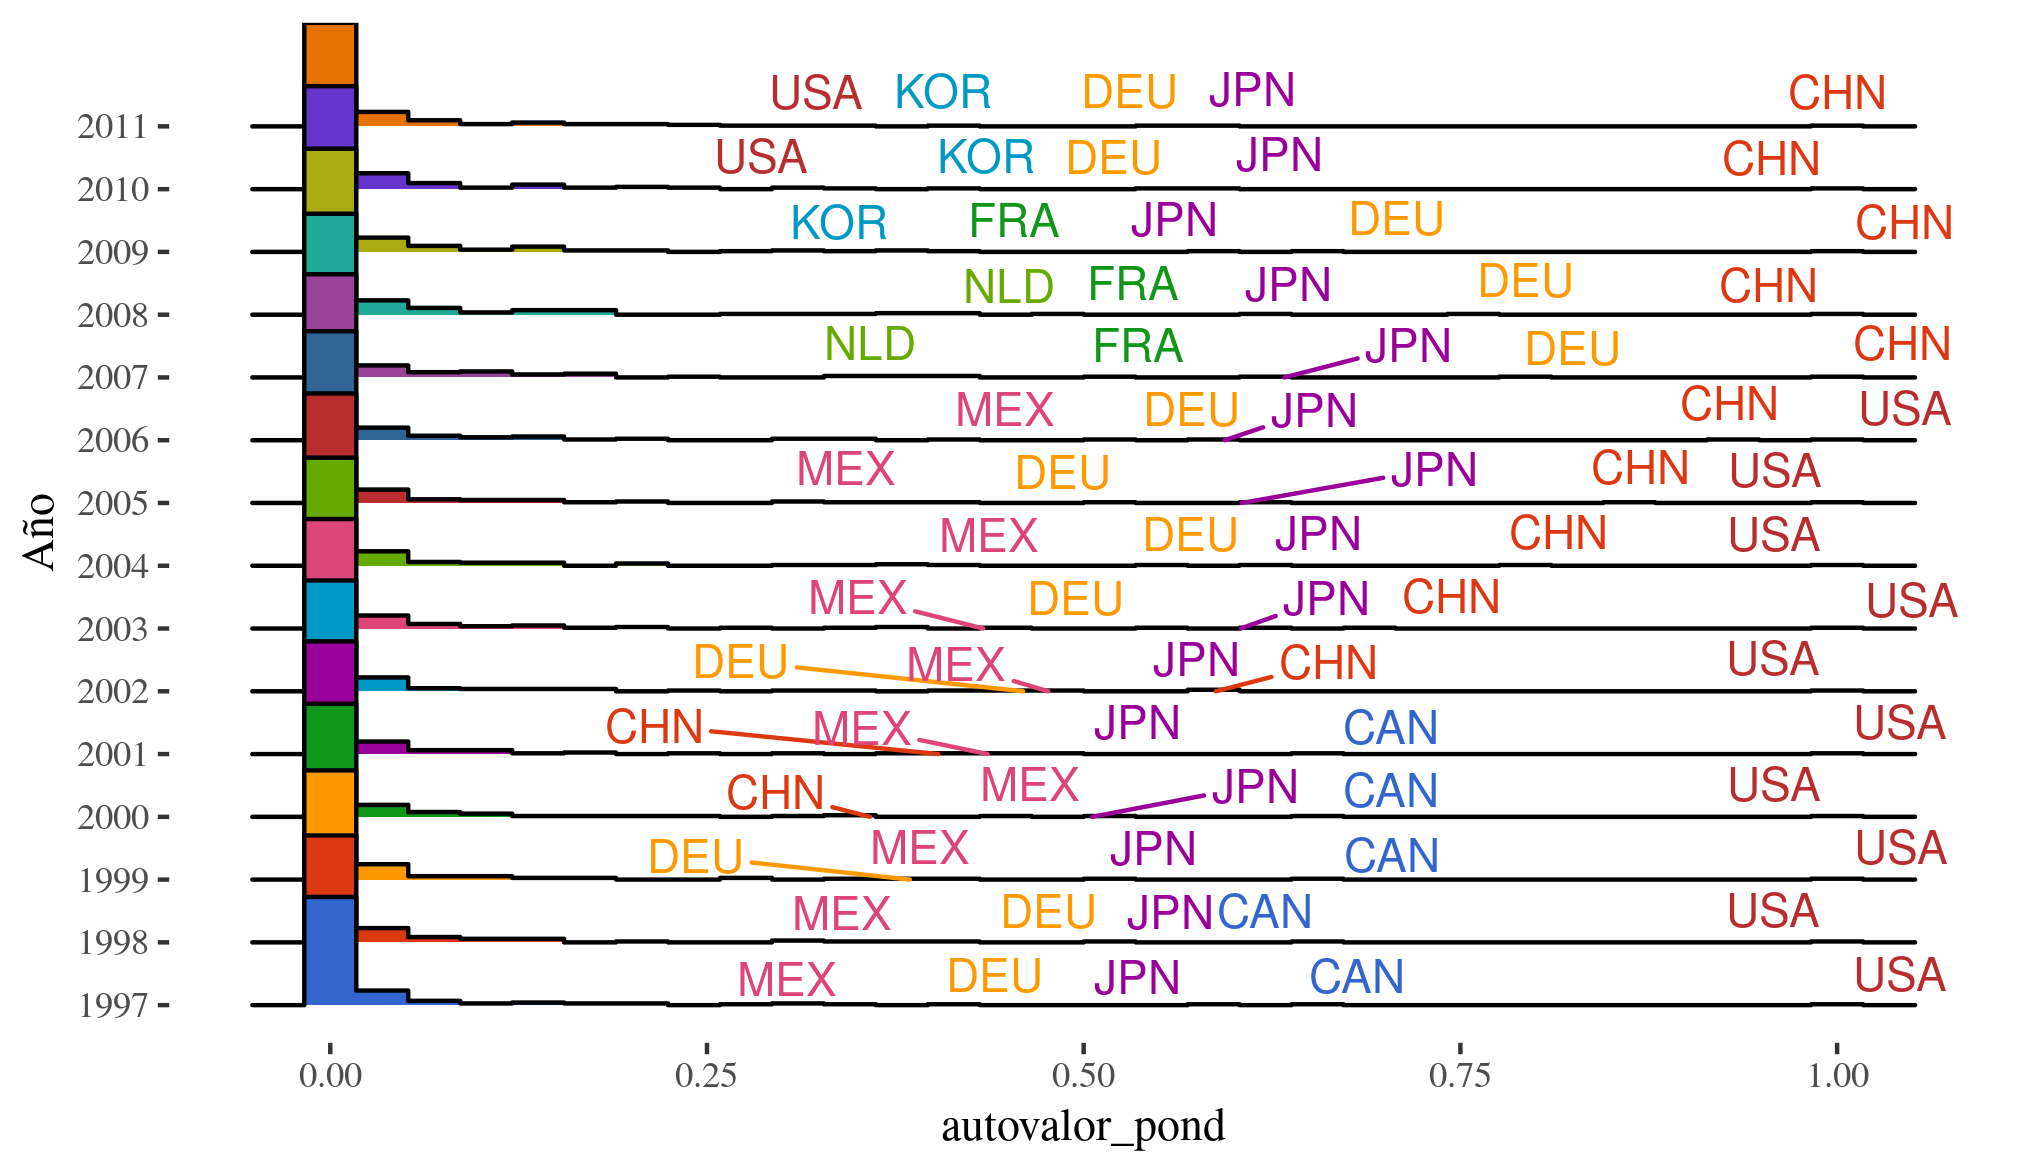 USA KOR DEU JPN CHN
2011
USA KOR DEU JPN CHN
2010
KOR FRA JPN DEU CHN
2009
NLD FRA JPN DEU CHN
2008
NLD FRA JPN DEU CHN
2007
MEX DEU JPN CHN USA
2006
MEX DEU JPN CHN USA
2005
MEX DEU JPN CHN USA
2004
MEX DEU JPN CHN USA
2003
DEU MEX JPN CHN USA
2002
CHN MEX JPN CAN USA
2001
CHN MEX JPN CAN USA
2000
DEU MEX JPN CAN USA
1999
MEX DEU JPN CAN USA
1998
MEX DEU JPN CAN USA
1997
Año
0.00 0.25 0.50 0.75 1.00
autovalor_pond